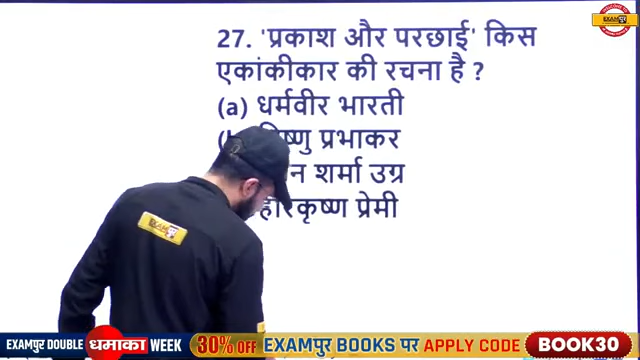 27. 'प्रकाश और परछाई' किस
एकांकीकार की रचना है ?
(a) धर्मवीर भारती
प्रभाकर
शर्मा उग्र
प्रेमी
EXAMपुर
EXAMPUR DOUBLE धमाका WEEK
30% OFF EXAMपुर BOOKS पर APPLY CODE BOOK30